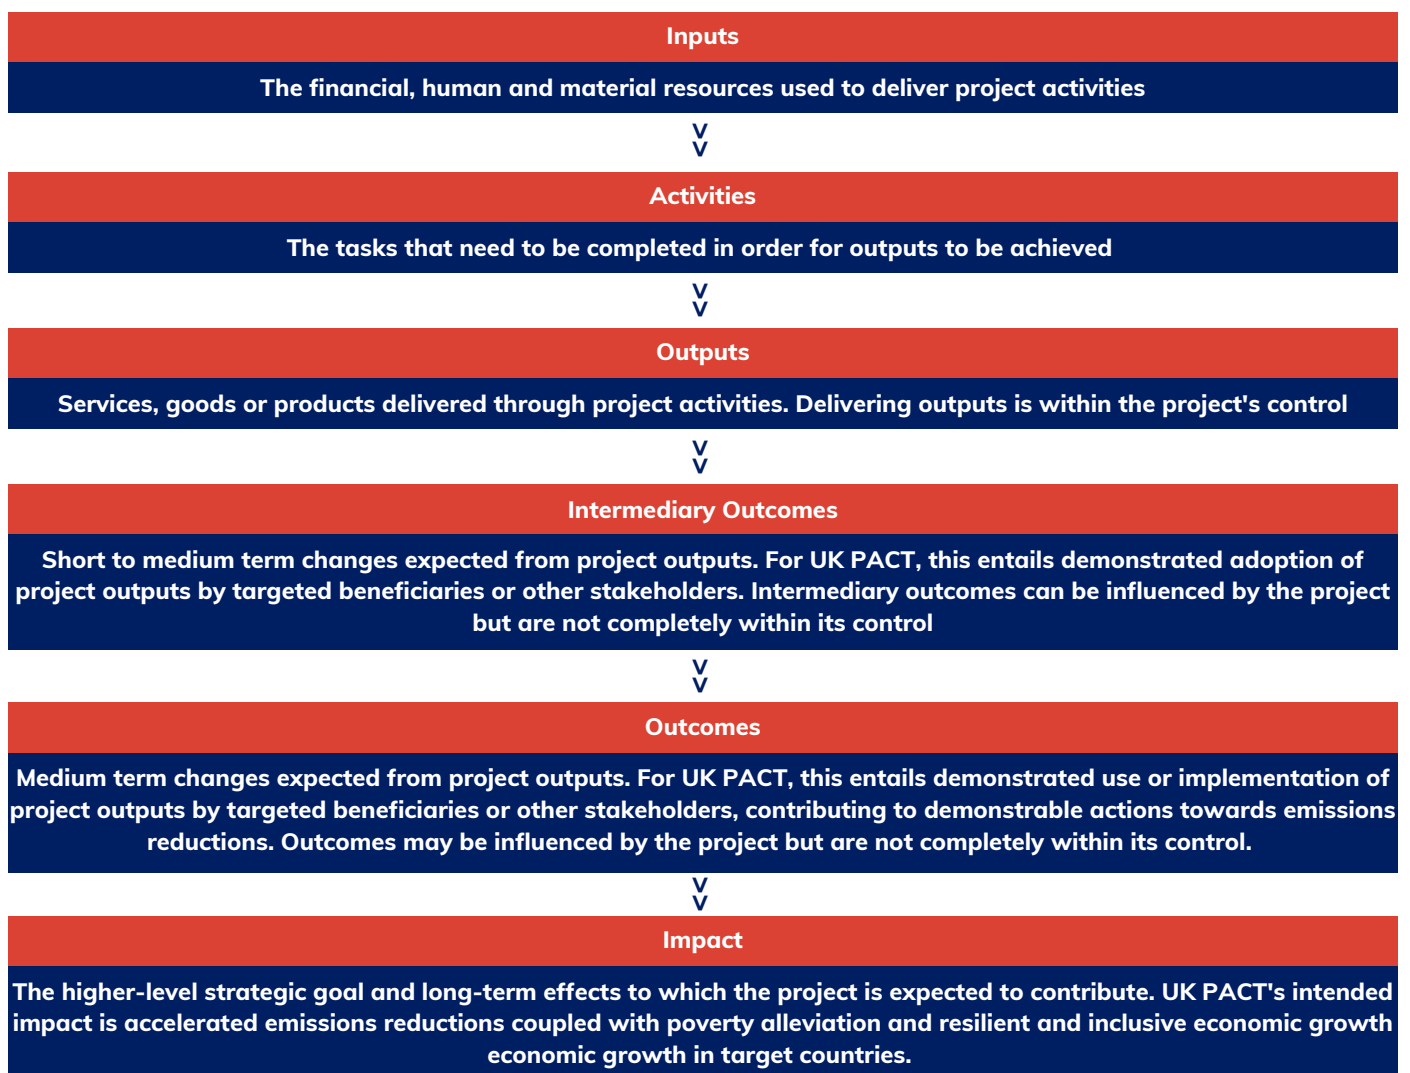 Inputs
The financial, human and material resources used to deliver project activities
Activities
The tasks that need to be completed in order for outputs to be achieved
Outputs
Services, goods or products delivered through project activities. Delivering outputs is within the project's control
Intermediary Outcomes
Short to medium term changes expected from project outputs. For UK PACT, this entails demonstrated adoption of
project outputs by targeted beneficiaries or other stakeholders. Intermediary outcomes can be influenced by the project
but are not completely within its control
Outcomes
Medium term changes expected from project outputs. For UK PACT, this entails demonstrated use or implementation of
project outputs by targeted beneficiaries or other stakeholders, contributing to demonstrable actions towards emissions
reductions. Outcomes may be influenced by the project but are not completely within its control.
Impact
The higher-level strategic goal and long-term effects to which the project is expected to contribute. UK PACT's intended
impact is accelerated emissions reductions coupled with poverty alleviation and resilient and inclusive economic growth
economic growth in target countries.